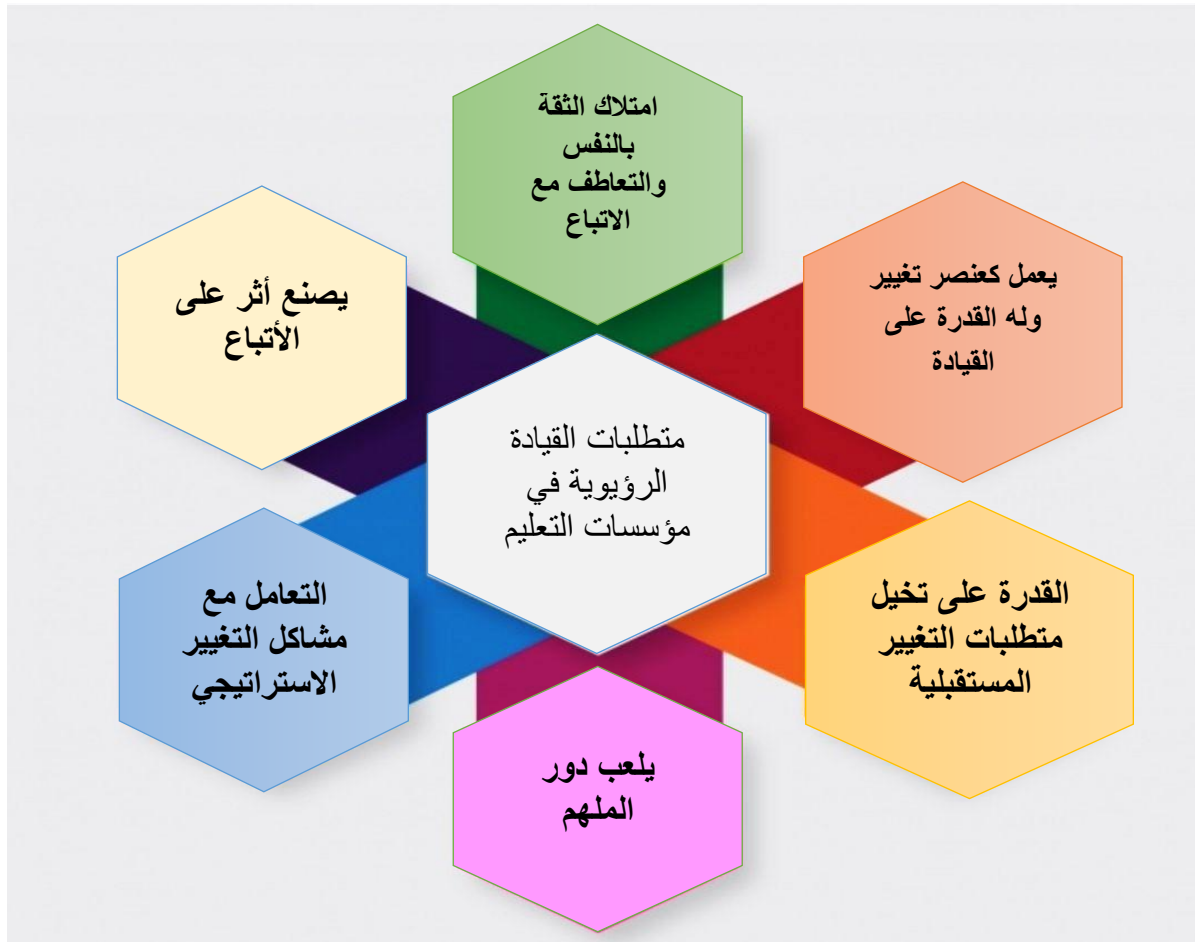 امتلاك الثقة
بالنفس
والتعاطف مع
الاتباع
يعمل كعنصر تغيير
وله القدرة على
القيادة
يصنع أثر على
الأتباع
متطلبات القيادة
الرؤيوية في
مؤسسات التعليم
القدرة على تخيل
متطلبات التغيير
المستقبلية
التعامل مع
مشاكل التغيير
الاستراتيجي
يلعب دور
الملهم